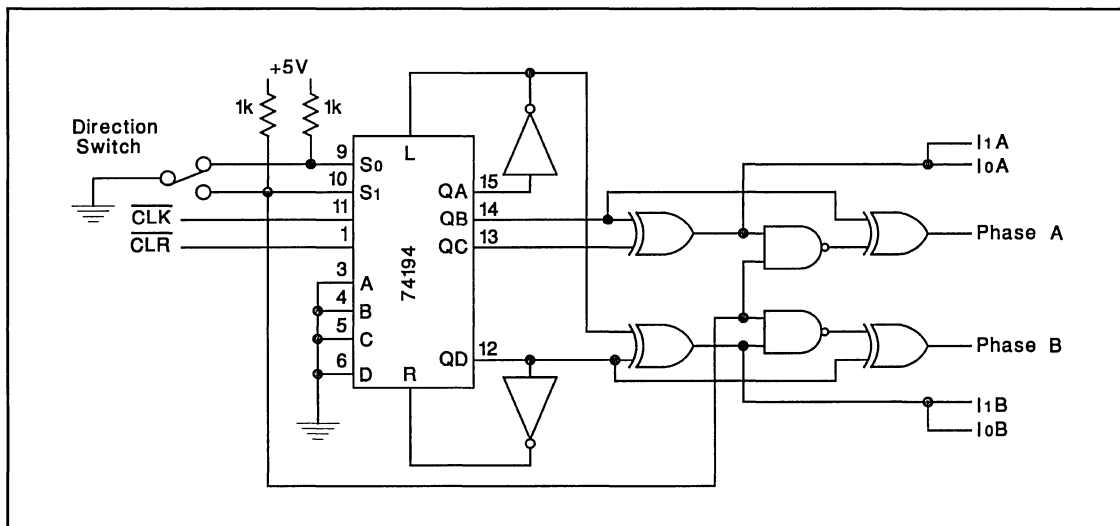 +5V
1k
1k
Direction
Switch
9
S0
10
S1
11
CLK
1
CLR
3
A
4
B
5
C
6
D
L
R
74194
QA
15
QB
14
QC
13
QD
12
I1A
I0A
Phase A
Phase B
I1B
I0B